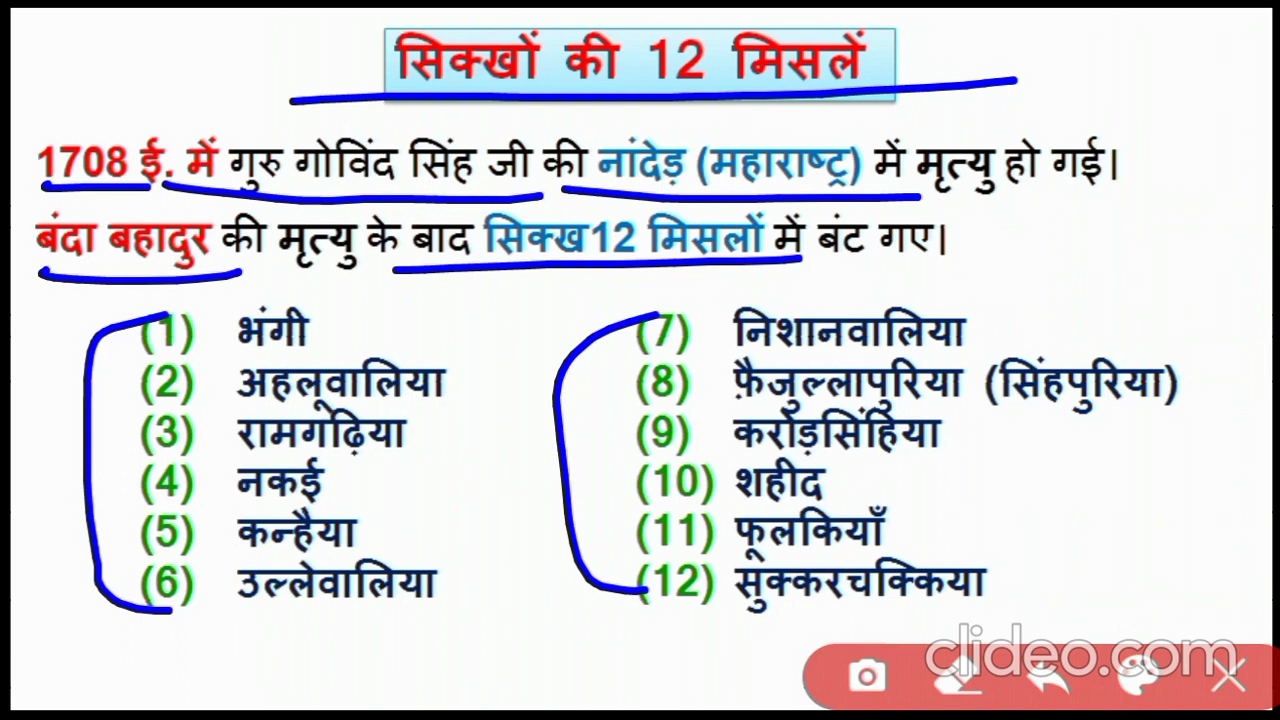 सिक्खों की 12 मिसलें
1708 ई. में गुरु गोविंद सिंह जी की नांदेड़ (महाराष्ट्र) में मृत्यु हो गई।
बंदा बहादुर की मृत्यु के बाद सिक्ख12 मिसलों में बंट गए।
(1) भंगी
(2) अहलूवालिया
(3) रामगढ़िया
(4) नकई
(5) कन्हैया
(6) उल्लेवालिया
(7) निशानवालिया
(8) फ़ैजुल्लापुरिया (सिंहपुरिया)
(9) करोड़सिंहिया
(10) शहीद
(11) फूलकियाँ
(12) सुक्करचक्किया
clideo.com